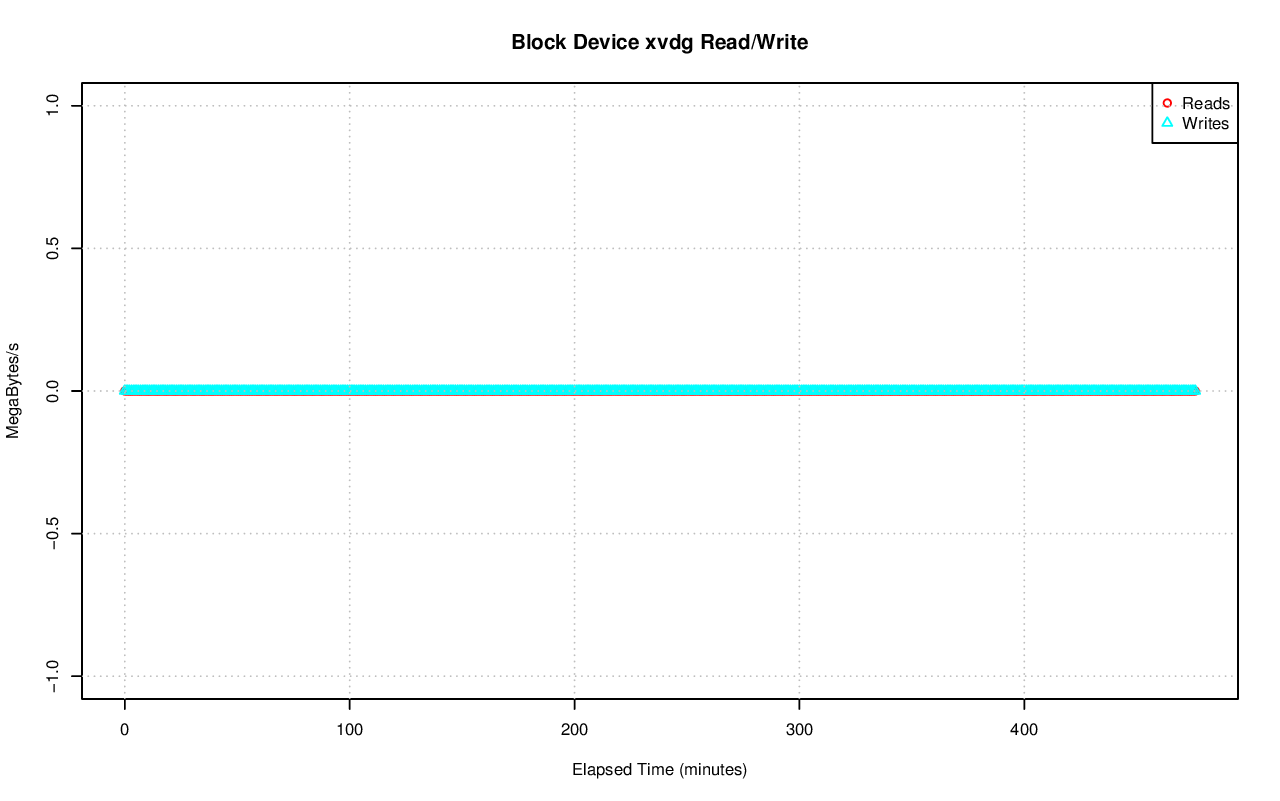 Block Device xvdg Read/Write
Reads
Writes
1.0
0.5
0.0
−0.5
−1.0
MegaBytes/s
0 100 200 300 400
Elapsed Time (minutes)